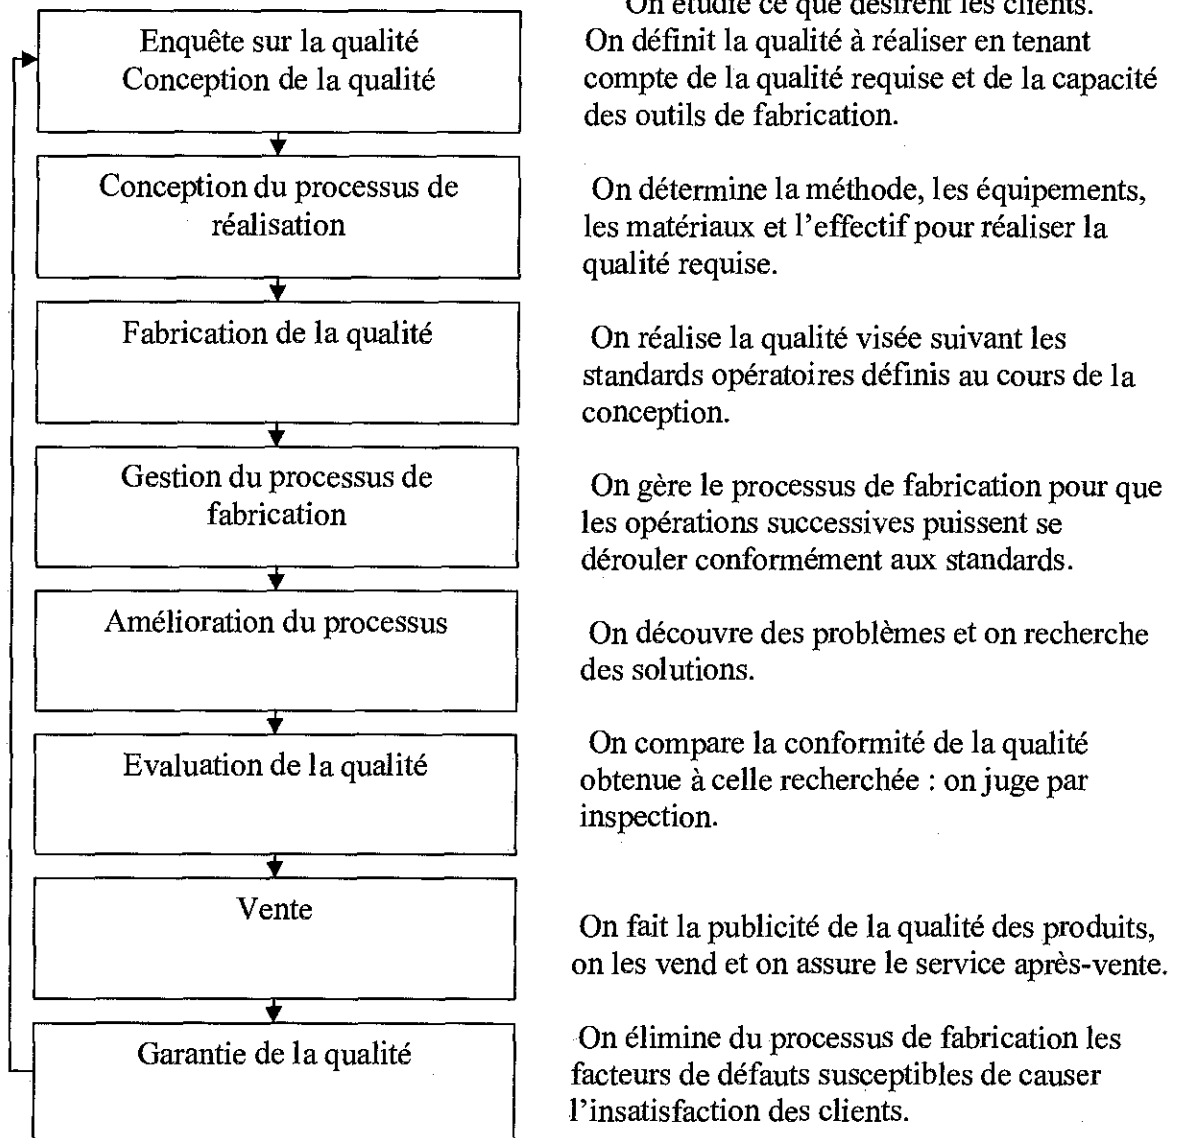 On étudie ce que désirent les clients.
Enquête sur la qualité
Conception de la qualité
On définit la qualité à réaliser en tenant
compte de la qualité requise et de la capacité
des outils de fabrication.
Conception du processus de
réalisation
On détermine la méthode, les équipements,
les matériaux et l'effectif pour réaliser la
qualité requise.
Fabrication de la qualité
On réalise la qualité visée suivant les
standards opératoires définis au cours de la
conception.
Gestion du processus de
fabrication
On gère le processus de fabrication pour que
les opérations successives puissent se
dérouler conformément aux standards.
Amélioration du processus
On découvre des problèmes et on recherche
des solutions.
Evaluation de la qualité
On compare la conformité de la qualité
obtenue à celle recherchée : on juge par
inspection.
Vente
On fait la publicité de la qualité des produits,
on les vend et on assure le service après-vente.
Garantie de la qualité
On élimine du processus de fabrication les
facteurs de défauts susceptibles de causer
l'insatisfaction des clients.